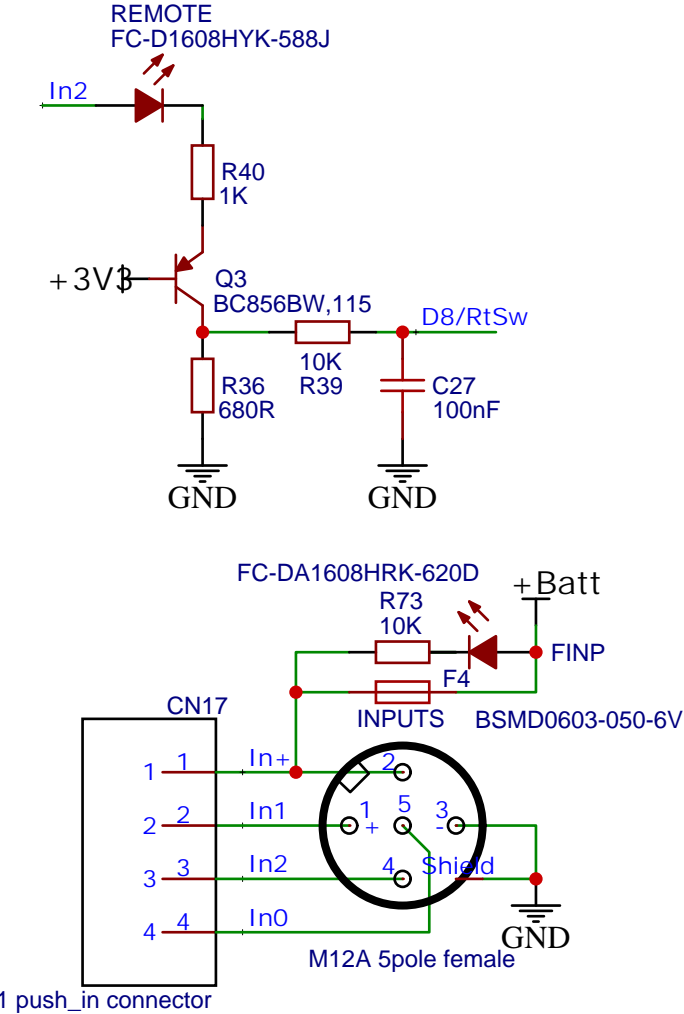 REMOTE
FC-D1608HYK-588J
In2
R40
1K
+3V3
Q3
BC856BW,115
D8/RtSw
10K
R39
R36
680R
C27
100nF
GND
GND
FC-DA1608HRK-620D
+Batt
R73
10K
FINP
F4
INPUTS
BSMD0603-050-6V
CN17
1 1 In+ 2
2 2 In1 1 + 5 3 -
3 3 In2 4 Shield
4 4 In0
GND
M12A 5pole female
1 push_in connector